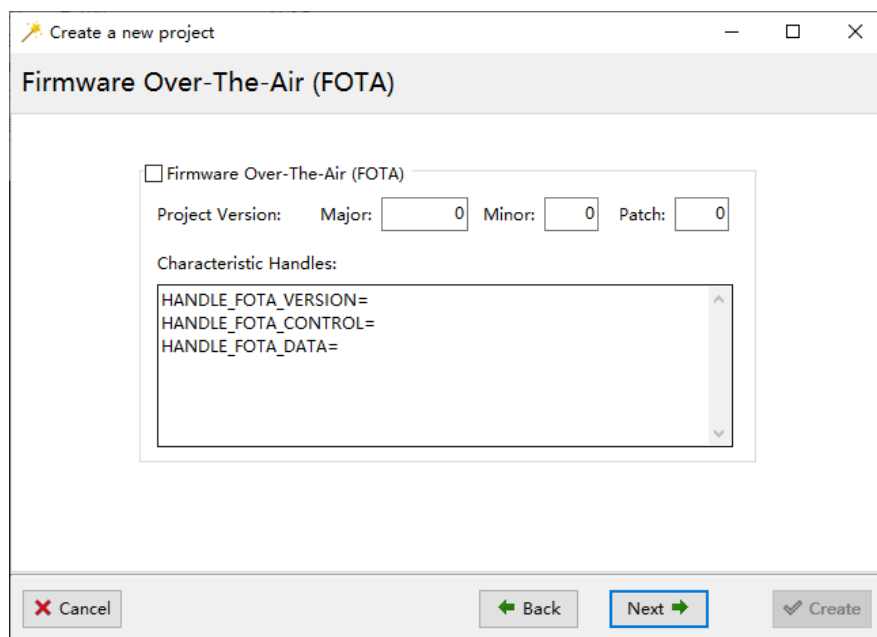 Create a new project
Firmware Over-The-Air (FOTA)
Firmware Over-The-Air (FOTA)
Project Version: Major: 0 Minor: 0 Patch: 0
Characteristic Handles:
HANDLE_FOTA_VERSION=
HANDLE_FOTA_CONTROL=
HANDLE_FOTA_DATA=
Cancel Back Next Create